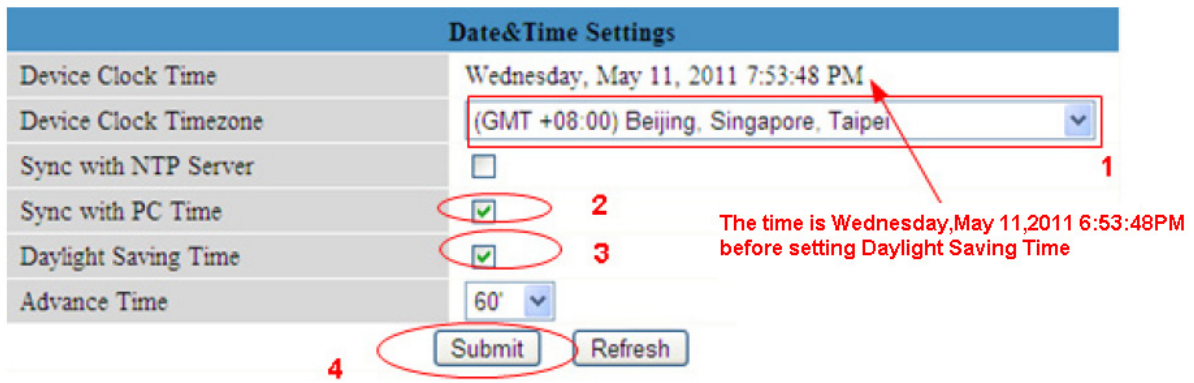 Date&Time Settings
Device Clock Time Wednesday, May 11, 2011 7:53:48 PM
Device Clock Timezone (GMT +08:00) Beijing, Singapore, Taipei
1
Sync with NTP Server
Sync with PC Time 2
The time is Wednesday,May 11,2011 6:53:48PM
before setting Daylight Saving Time
Daylight Saving Time 3
Advance Time 60'
Submit Refresh
4